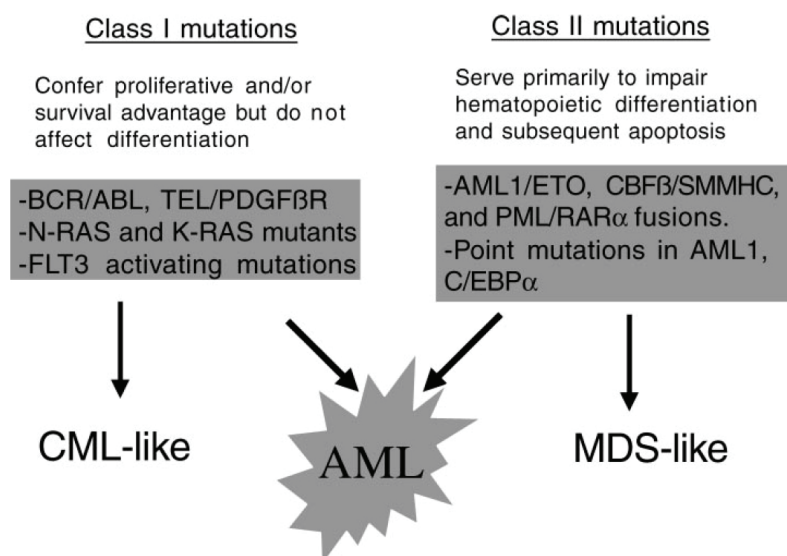 Class I mutations
Confer proliferative and/or
survival advantage but do not
affect differentiation
-BCR/ABL, TEL/PDGFßR
-N-RAS and K-RAS mutants
-FLT3 activating mutations
CML-like
Class II mutations
Serve primarily to impair
hematopoietic differentiation
and subsequent apoptosis
-AML1/ETO, CBFß/SMMHC,
and PML/RARα fusions.
-Point mutations in AML1,
C/EBPα
AML
MDS-like